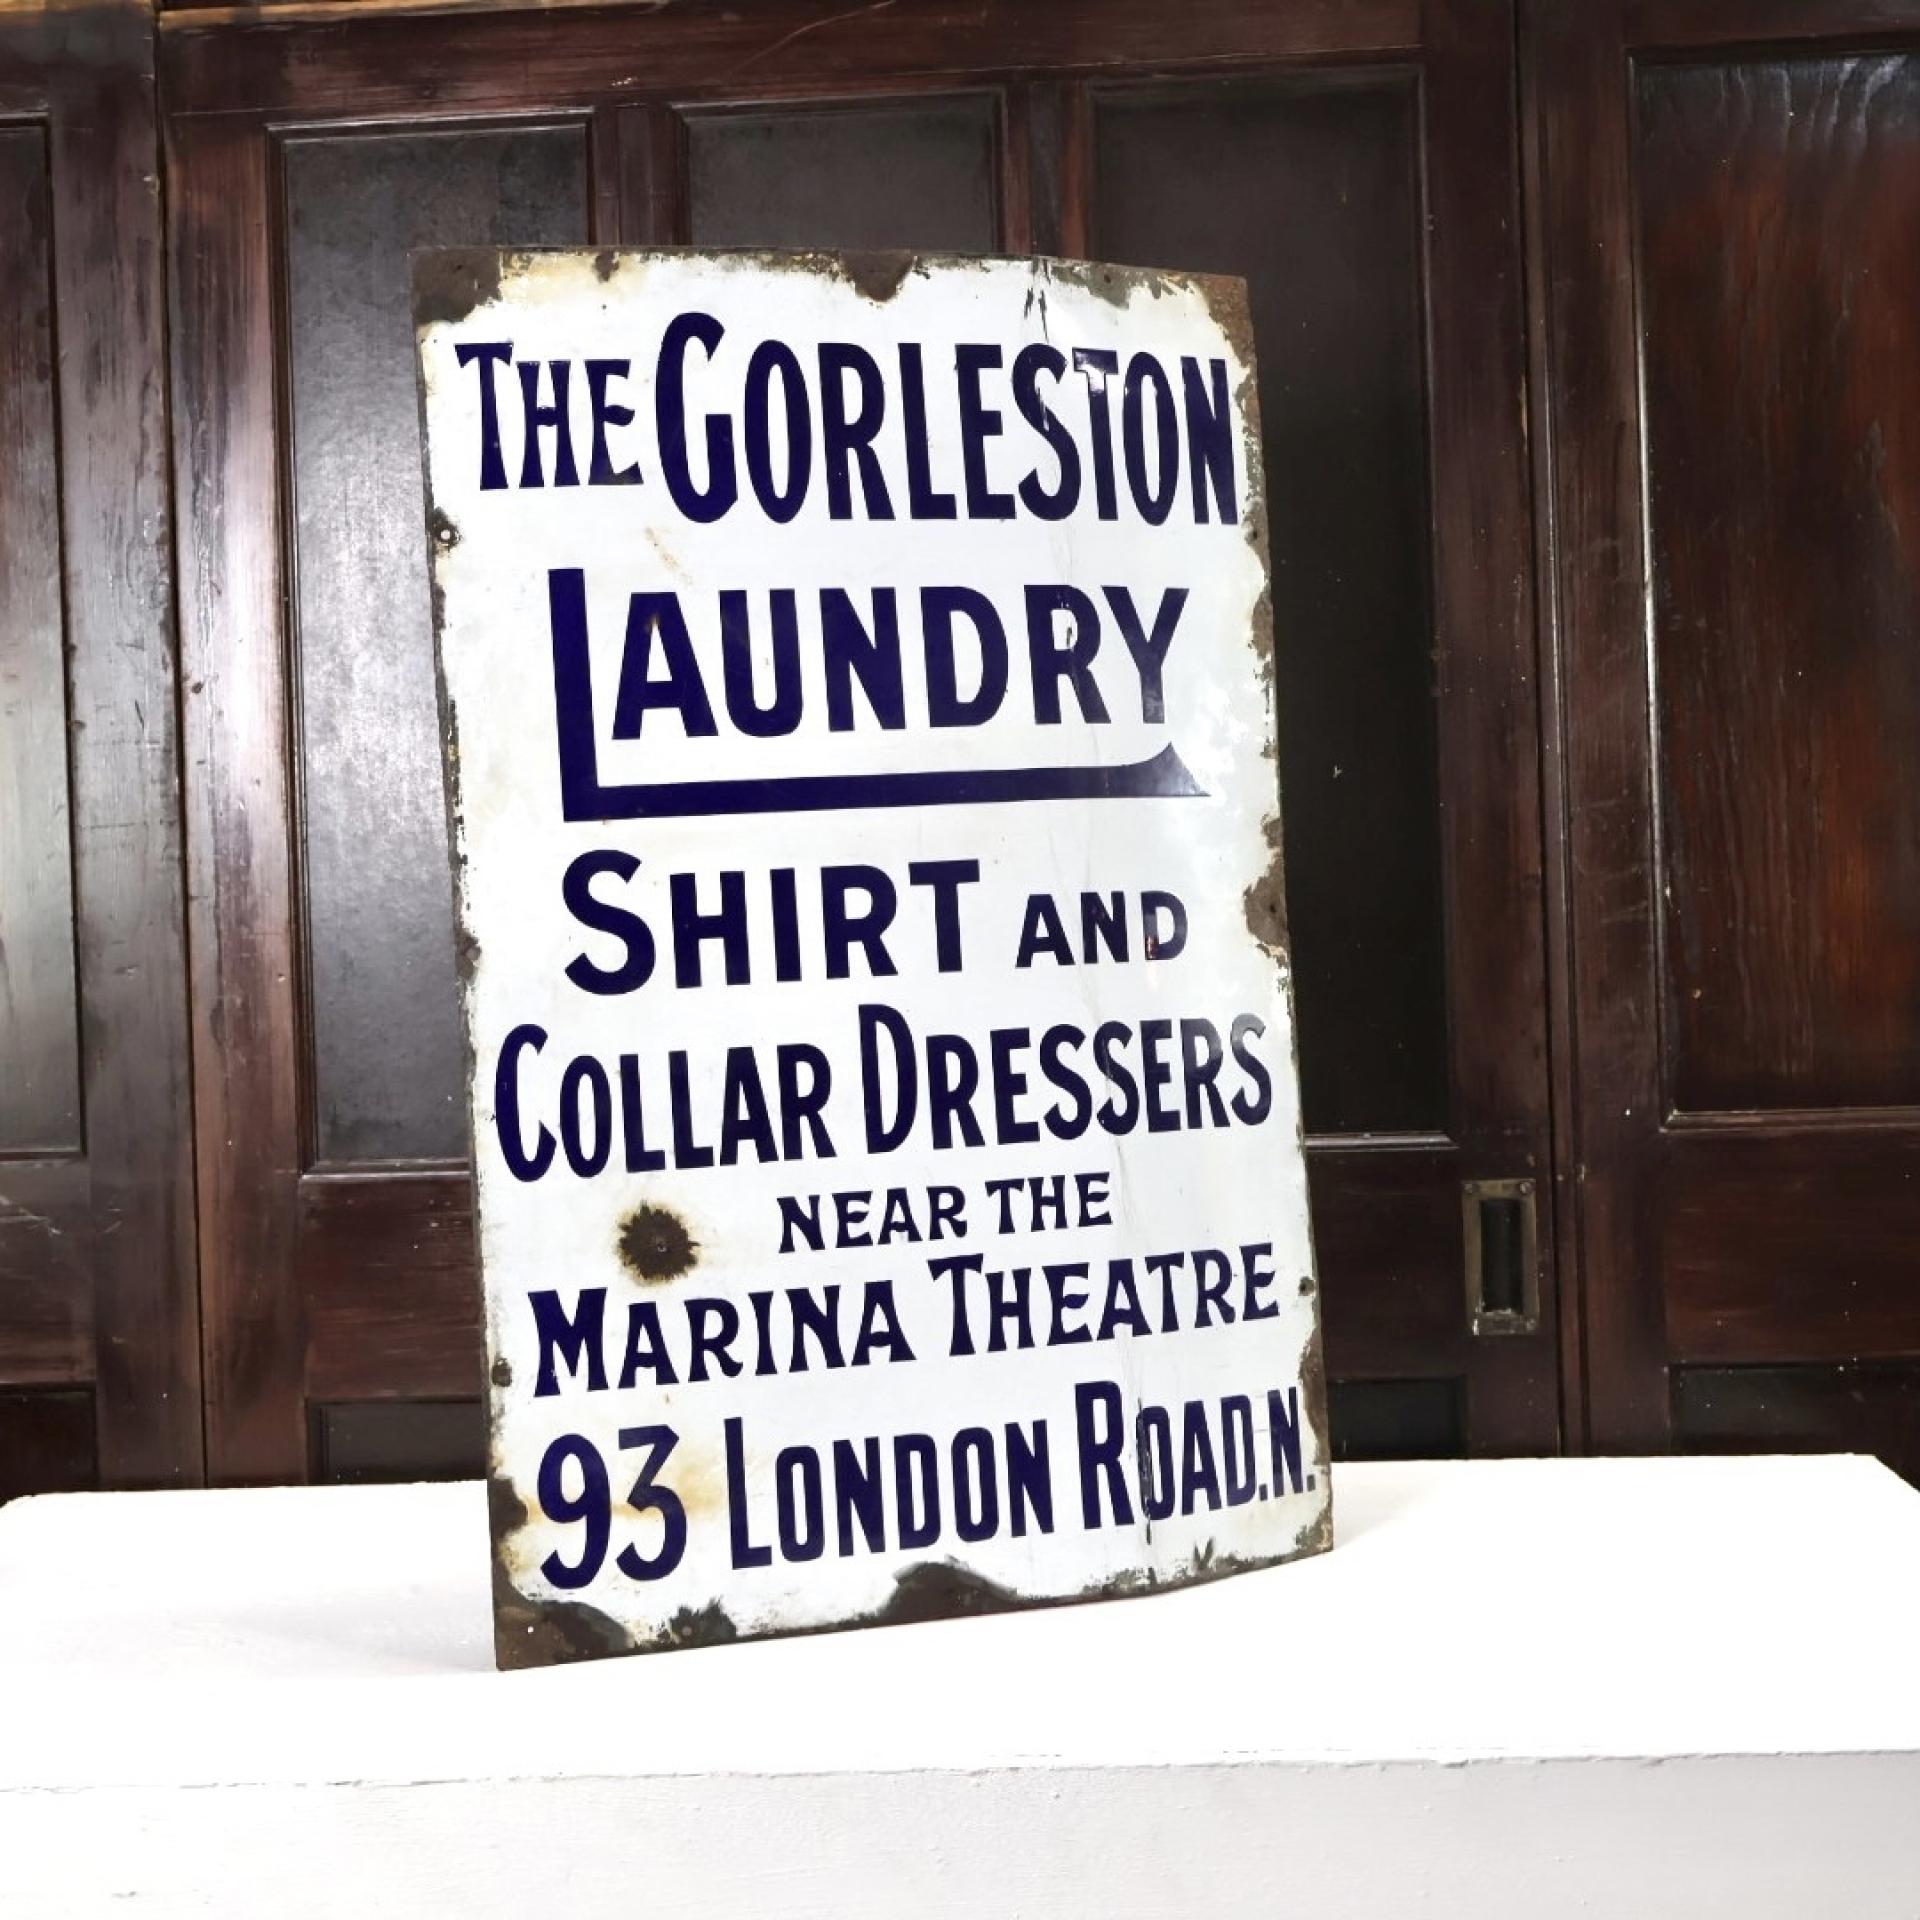 THE GORLESTON
LAUNDRY
SHIRT AND
COLLAR DRESSERS
NEAR THE
MARINA THEATRE
93 LONDON ROAD.N.